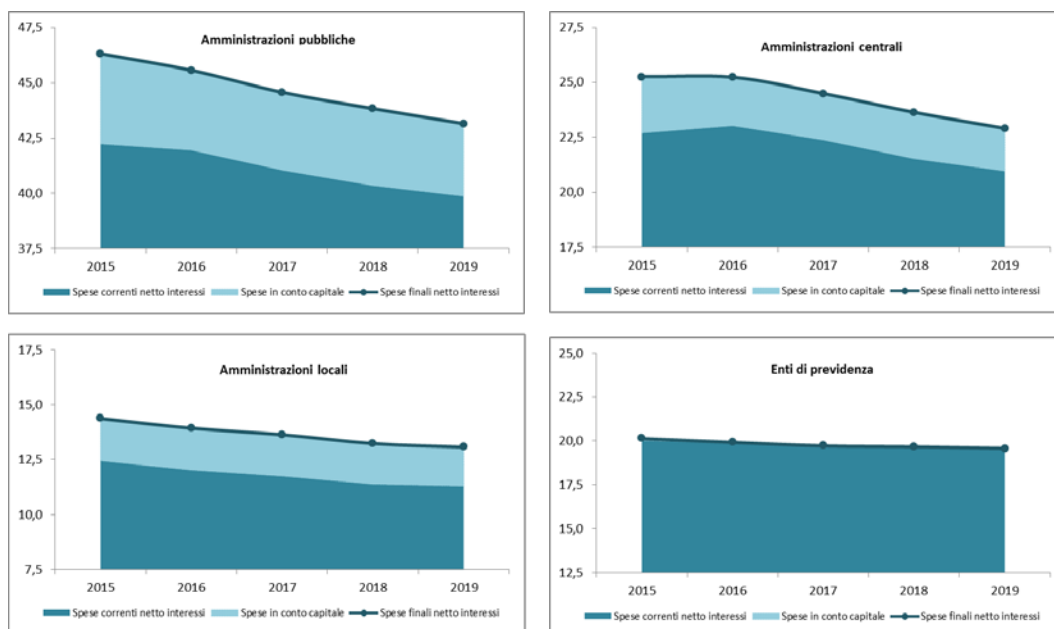 Amministrazioni pubbliche
47,5
45,0
42,5
40,0
37,5
2015 2016 2017 2018 2019
Spese correnti netto interessi Spese in conto capitale Spese finali netto interessi
Amministrazioni centrali
27,5
25,0
22,5
20,0
17,5
2015 2016 2017 2018 2019
Spese correnti netto interessi Spese in conto capitale Spese finali netto interessi
Amministrazioni locali
17,5
15,0
12,5
10,0
7,5
2015 2016 2017 2018 2019
Spese correnti netto interessi Spese in conto capitale Spese finali netto interessi
Enti di previdenza
25,0
22,5
20,0
17,5
15,0
12,5
2015 2016 2017 2018 2019
Spese correnti netto interessi Spese in conto capitale Spese finali netto interessi